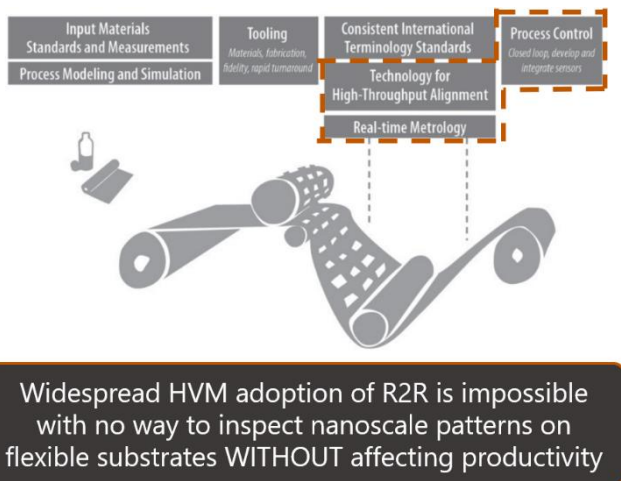 Input Materials
Standards and Measurements
Process Modeling and Simulation
Tooling
Materials, fabrication,
fidelity, rapid turnaround
Consistent International
Terminology Standards
Technology for
High-Throughput Alignment
Real-time Metrology
Process Control
Closed loop, develop and
integrate sensors
Widespread HVM adoption of R2R is impossible
with no way to inspect nanoscale patterns on
flexible substrates WITHOUT affecting productivity